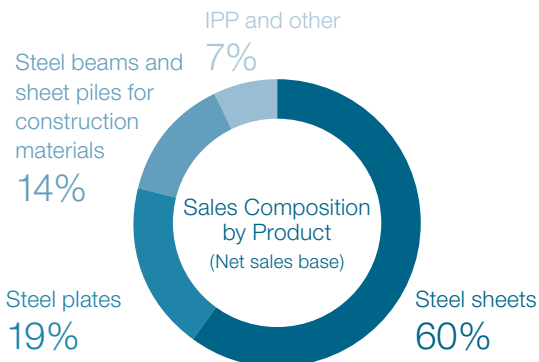 IPP and other
7%
Steel beams and
sheet piles for
construction
materials
14%
Sales Composition
by Product
(Net sales base)
Steel plates
19%
Steel sheets
60%